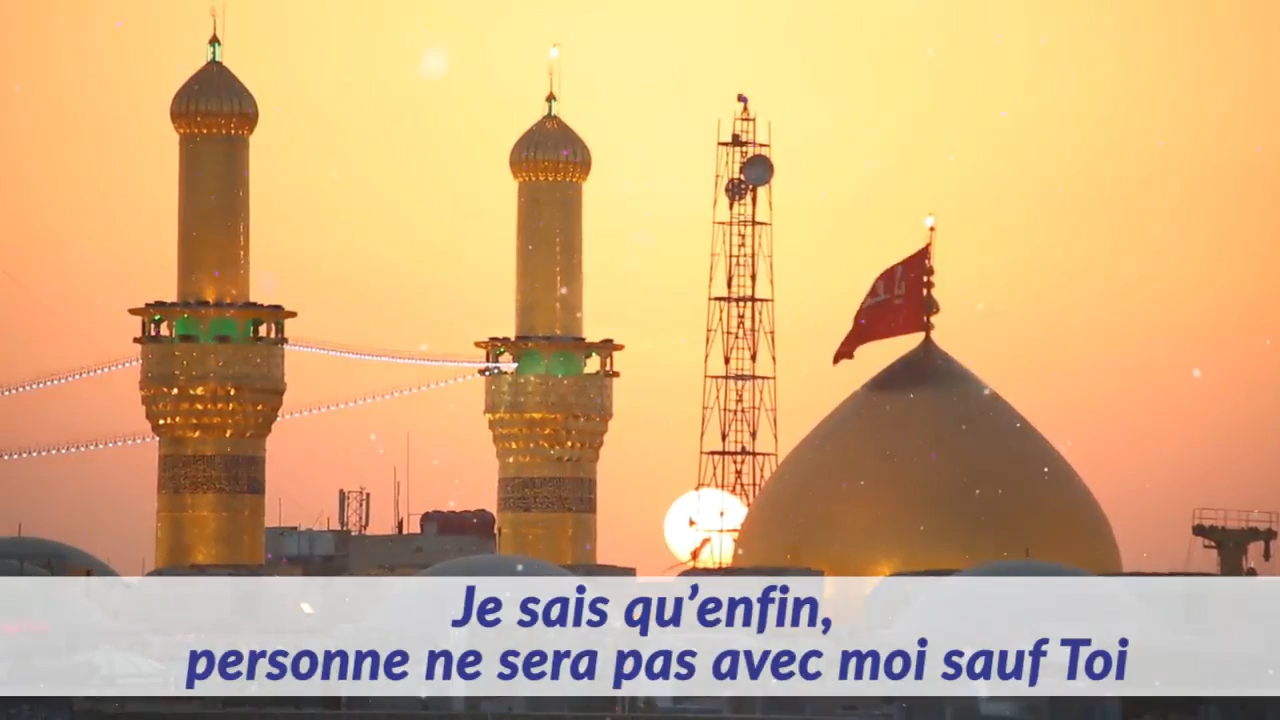 Je sais qu’enfin,
personne ne sera pas avec moi sauf Toi